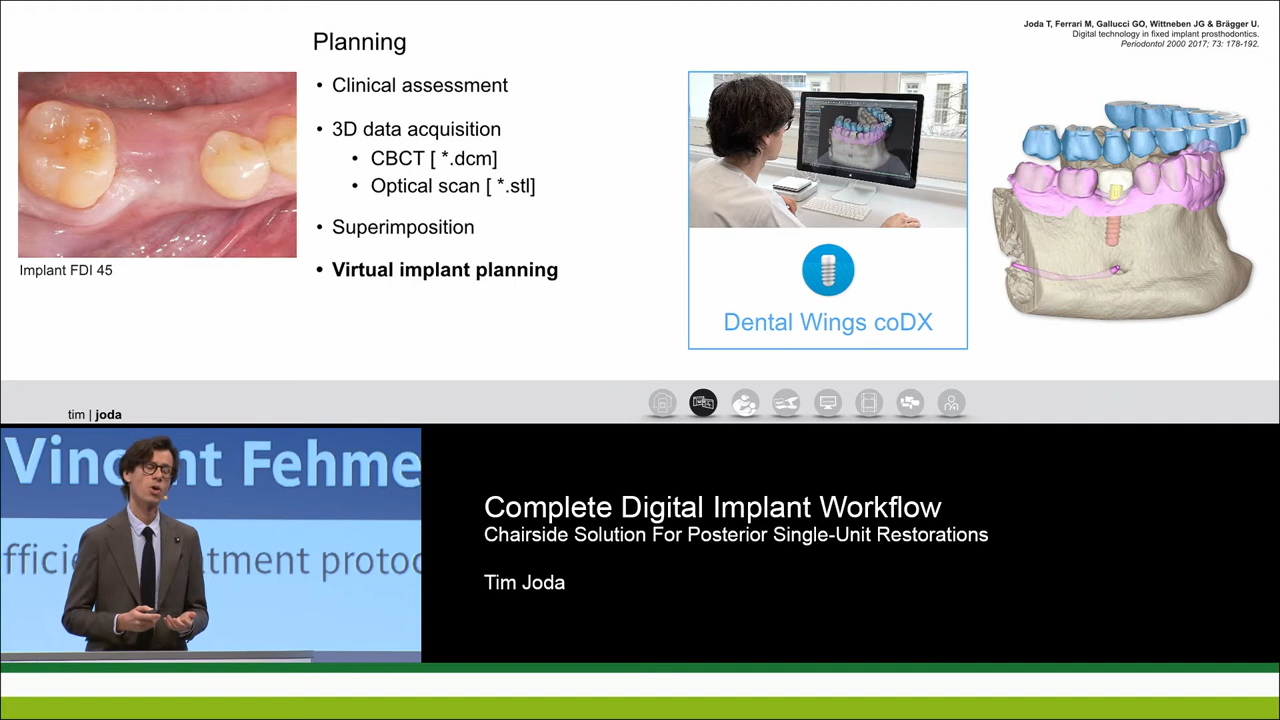 Planning
Joda T, Ferrari M, Gallucci GO, Wittneben JG & Brägger U.
Digital technology in fixed implant prosthodontics.
Periodontol 2000 2017; 73: 178-192.
• Clinical assessment
• 3D data acquisition
• CBCT [ *.dcm]
• Optical scan [ *.stl]
• Superimposition
• Virtual implant planning
Implant FDI 45
Dental Wings coDX
tim | joda
Vincent Fehme
fficie tment protoc
Complete Digital Implant Workflow
Chairside Solution For Posterior Single-Unit Restorations
Tim Joda